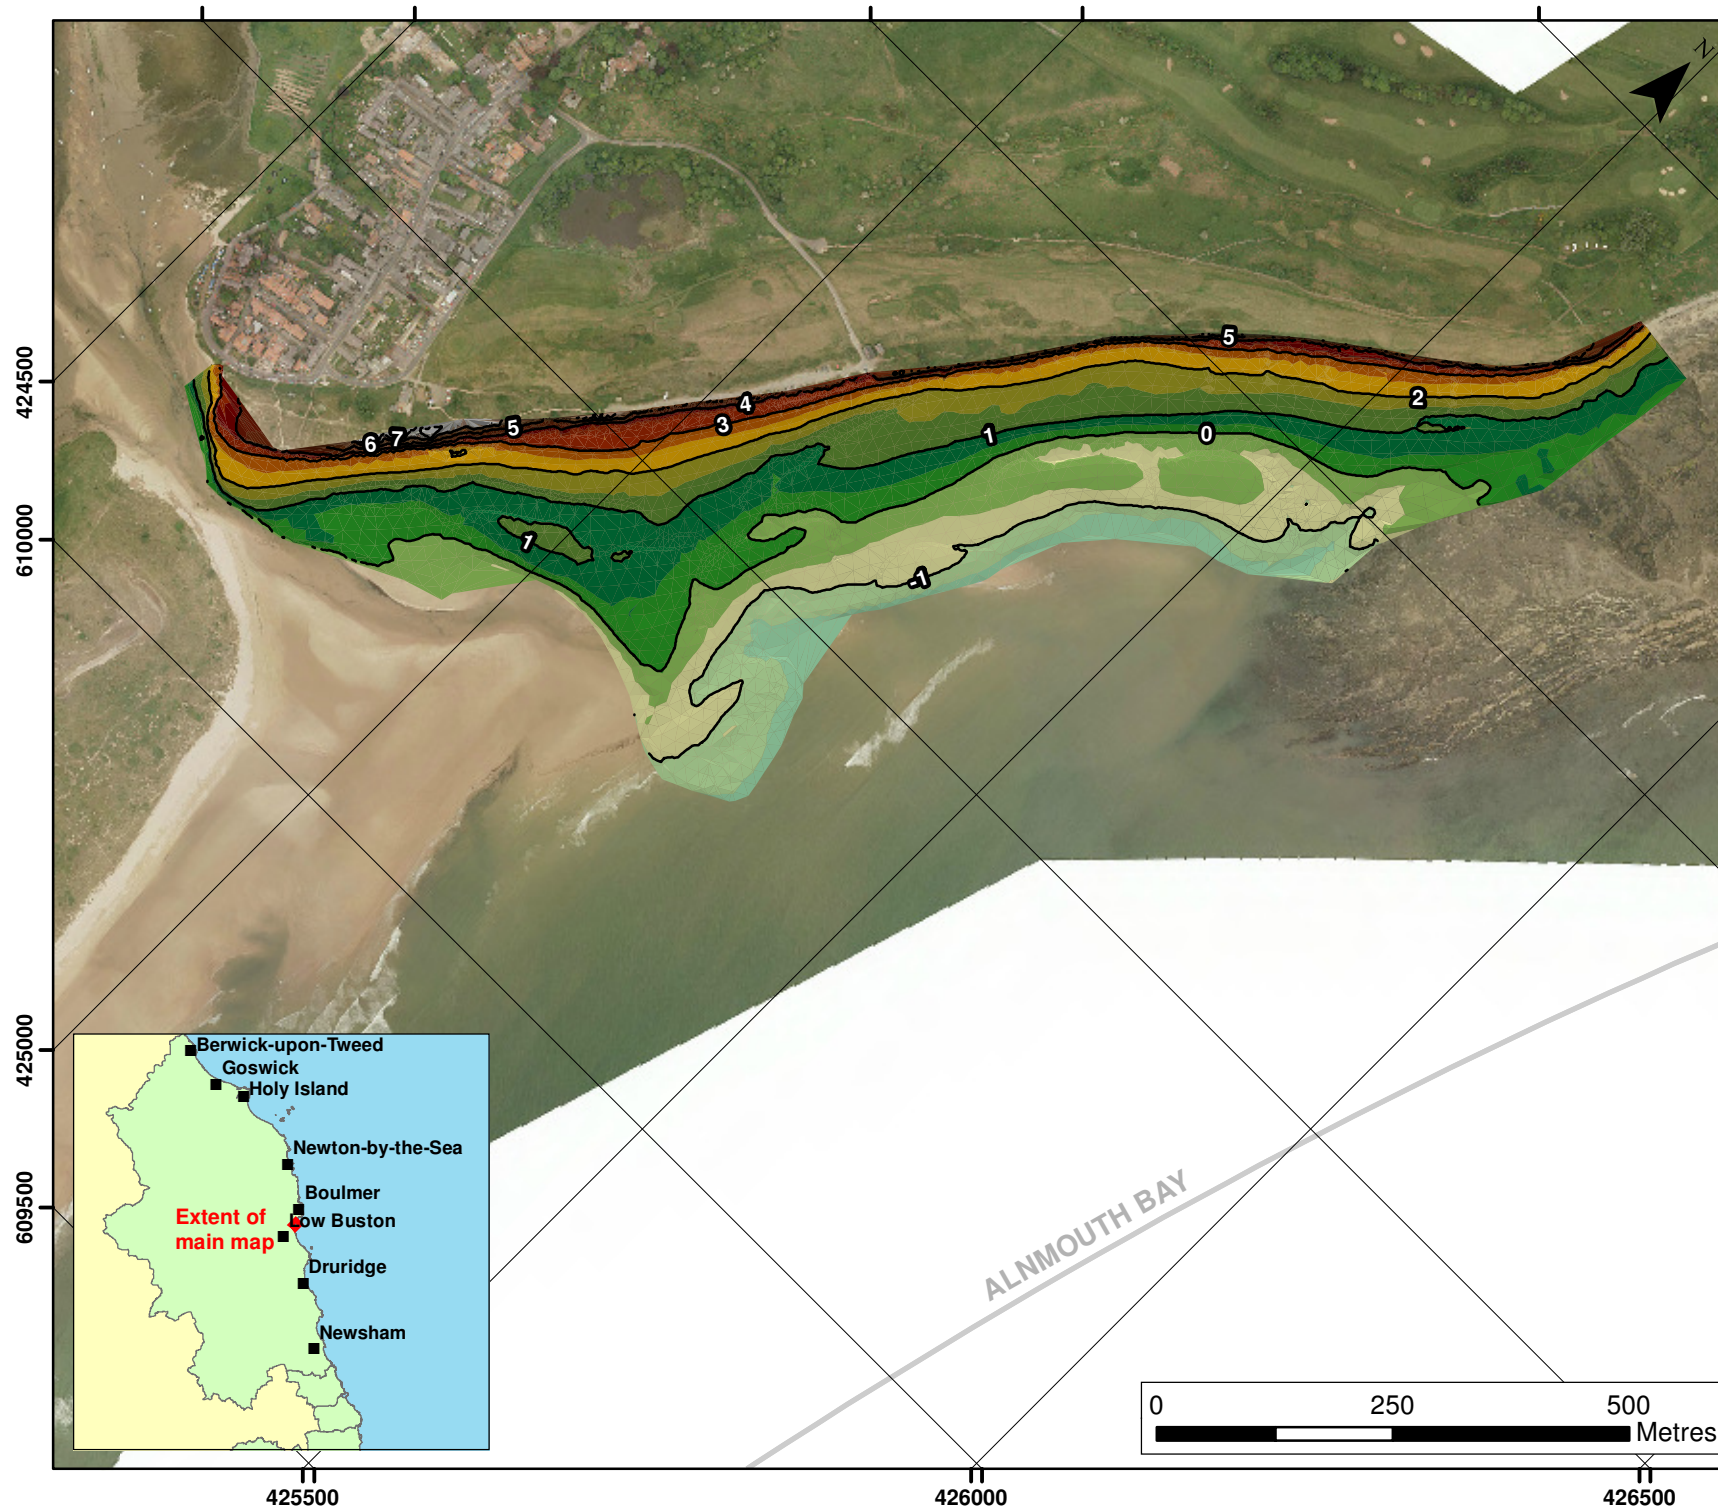 N
5
4
3
2
5
6
7
1
0
1
-1
424500
610000
425000
609500
425500
426000
426500
Berwick-upon-Tweed
Goswick
Holy Island
Newton-by-the-Sea
Boulmer
Low Buston
Extent of
main map
Druridge
Newsham
ALNMOUTH BAY
0 250 500
Metres